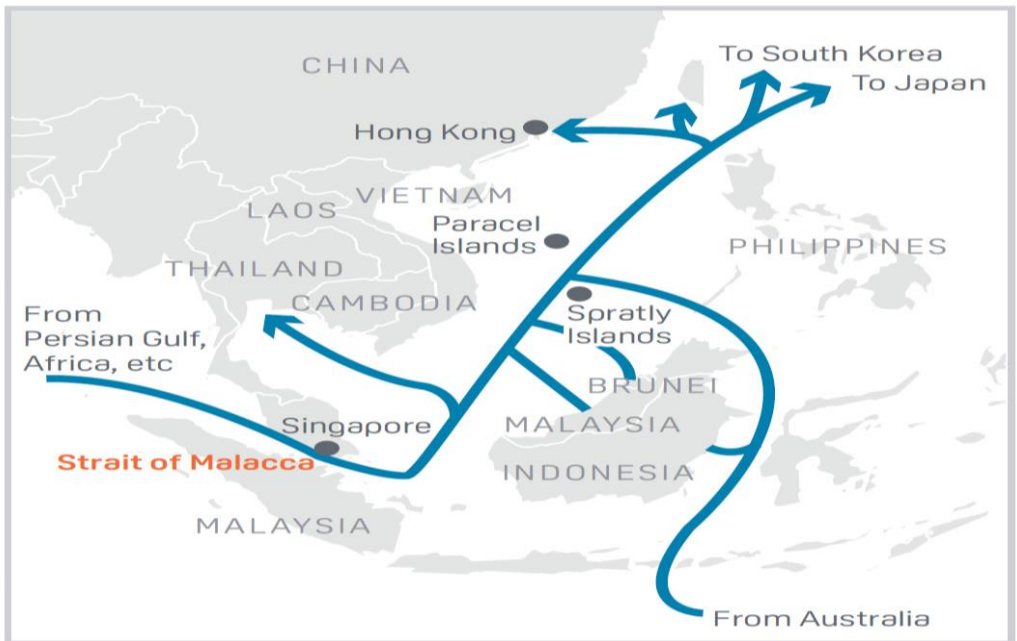 To South Korea
To Japan
CHINA
Hong Kong
VIETNAM
LAOS
Paracel
Islands
PHILIPPINES
THAILAND
CAMBODIA
From
Persian Gulf,
Africa, etc
Spratly
Islands
BRUNEI
Singapore
MALAYSIA
Strait of Malacca
INDONESIA
MALAYSIA
From Australia